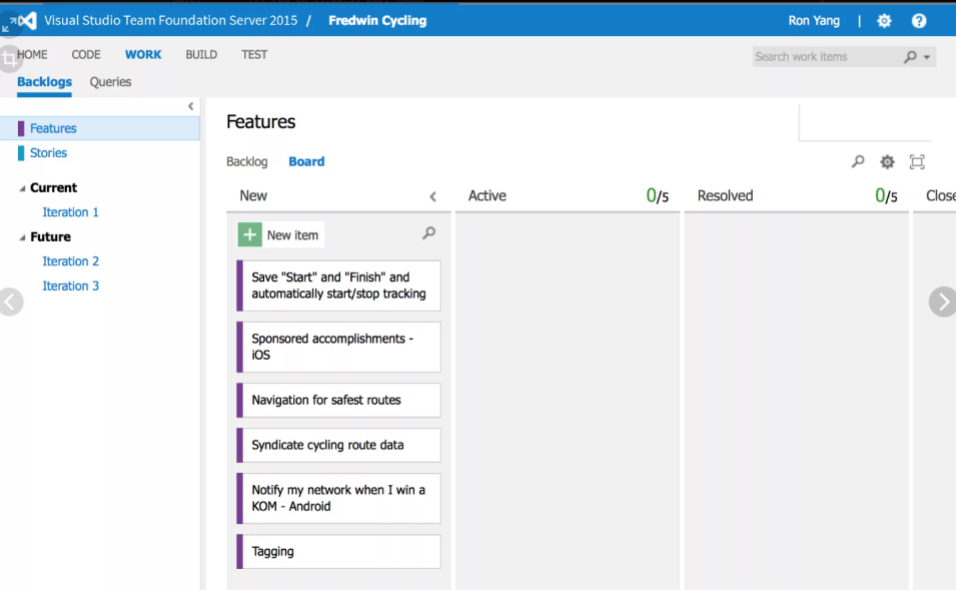 Visual Studio Team Foundation Server 2015 / Fredwin Cycling
Ron Yang |
HOME CODE WORK BUILD TEST
Search work items
Backlogs Queries
Features
Stories
Current
Iteration 1
Future
Iteration 2
Iteration 3
Features
Backlog Board
New
Active 0/5
Resolved 0/5
Close
New item
Save "Start" and "Finish" and
automatically start/stop tracking
Sponsored accomplishments -
iOS
Navigation for safest routes
Syndicate cycling route data
Notify my network when I win a
KOM - Android
Tagging